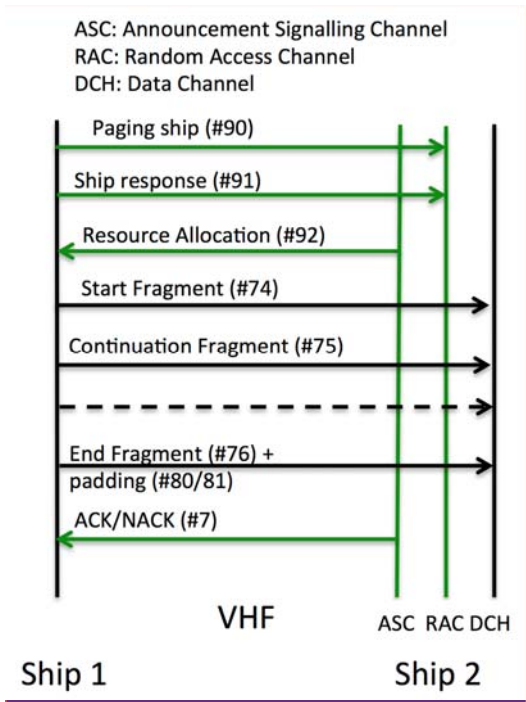 ASC: Announcement Signalling Channel
RAC: Random Access Channel
DCH: Data Channel
Paging ship (#90)
Ship response (#91)
Resource Allocation (#92)
Start Fragment (#74)
Continuation Fragment (#75)
End Fragment (#76) +
padding (#80/81)
ACK/NACK (#7)
VHF
ASC RAC DCH
Ship 1
Ship 2